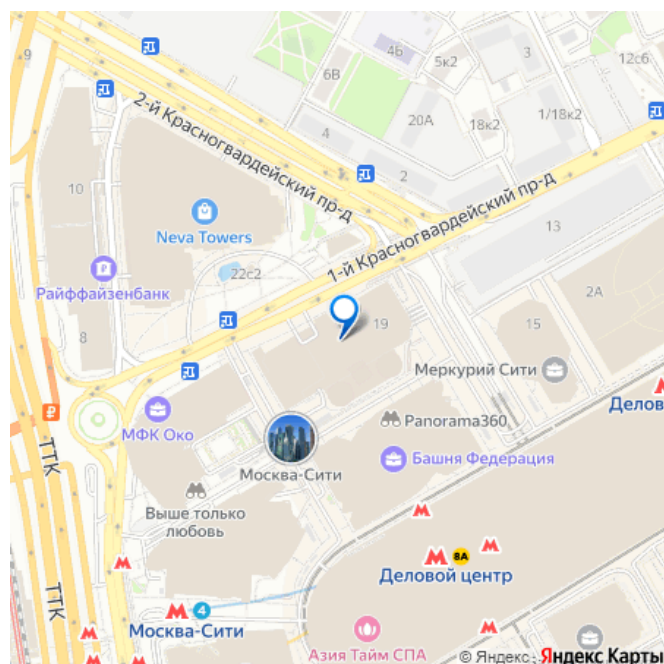 9
4Б
6В
5к2
3
12с6
2-й Красногвардейский пр-д
20А
18к2
1/18к2
4
2
10
Neva Towers
1-й Красногвардейский пр-д
13
22с2
Райффайзенбанк
2А
8
19
15
Меркурий Сити
Делов
₽
МФК Око
Panorama360
ТТК
Башня Федерация
Москва-Сити
Выше только
любовь
8А
Деловой центр
ТТК
4
Москва-Сити
Азия Тайм СПА
© Яндекс Яндекс Карты